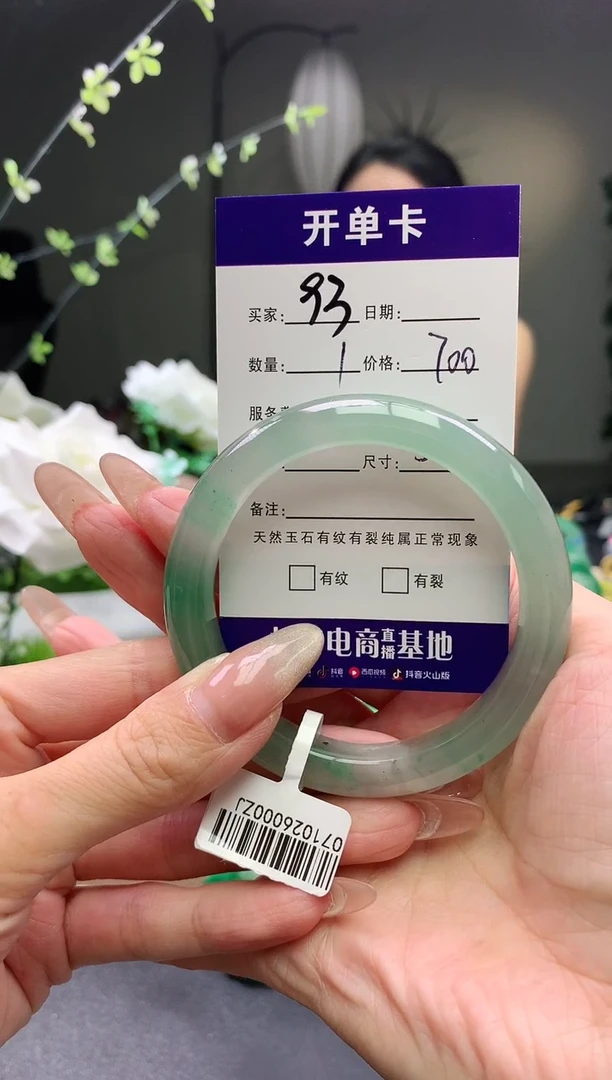 开单卡
买家: 93 日期:
数量: 1 价格: 700
服务
尺寸:
备注:
天然玉石有纹有裂纯属正常现象
有纹 有裂
电商直播基地
抖音 西瓜视频 抖音火山版
071026000ZJ